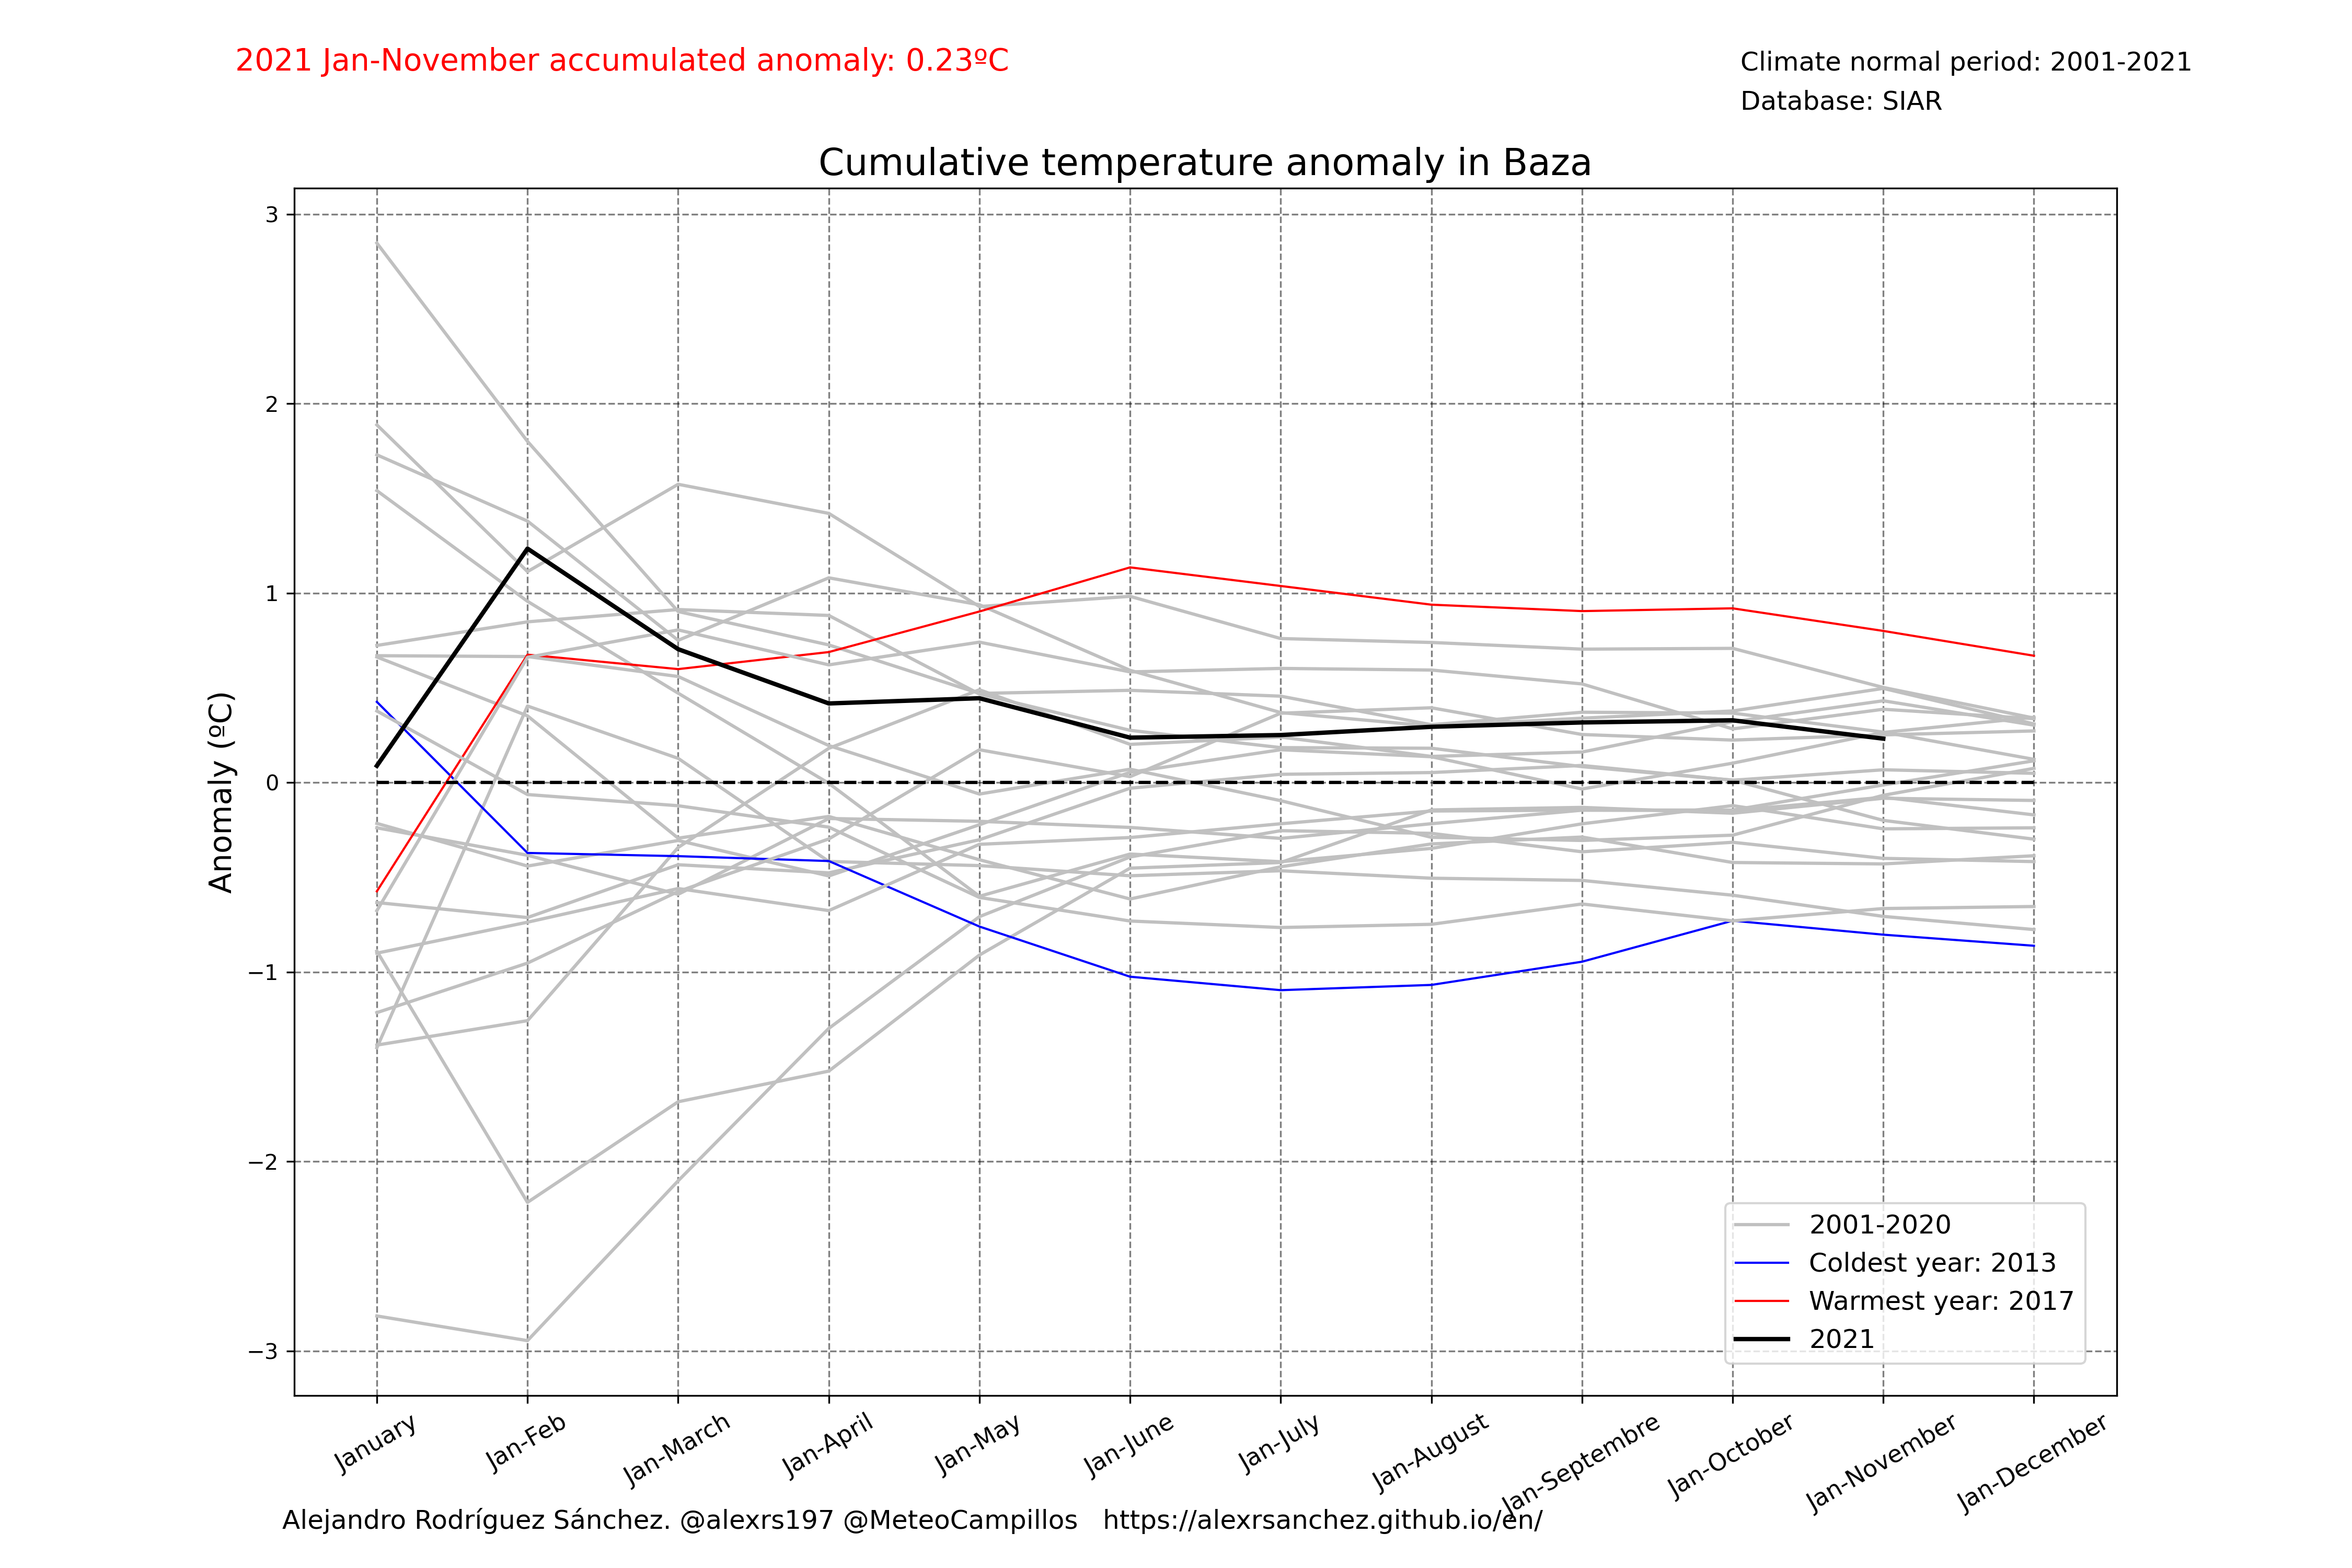 2021 Jan-November accumulated anomaly: 0.23ºC
Climate normal period: 2001-2021
Database: SIAR
Cumulative temperature anomaly in Baza
Anomaly (ºC)
3
2
1
0
−1
−2
−3
2001-2020
Coldest year: 2013
Warmest year: 2017
2021
January
Jan-Feb
Jan-March
Jan-April
Jan-May
Jan-June
Jan-July
Jan-August
Jan-Septembre
Jan-October
Jan-November
Jan-December
Alejandro Rodríguez Sánchez. @alexrs197 @MeteoCampillos https://alexrsanchez.github.io/en/